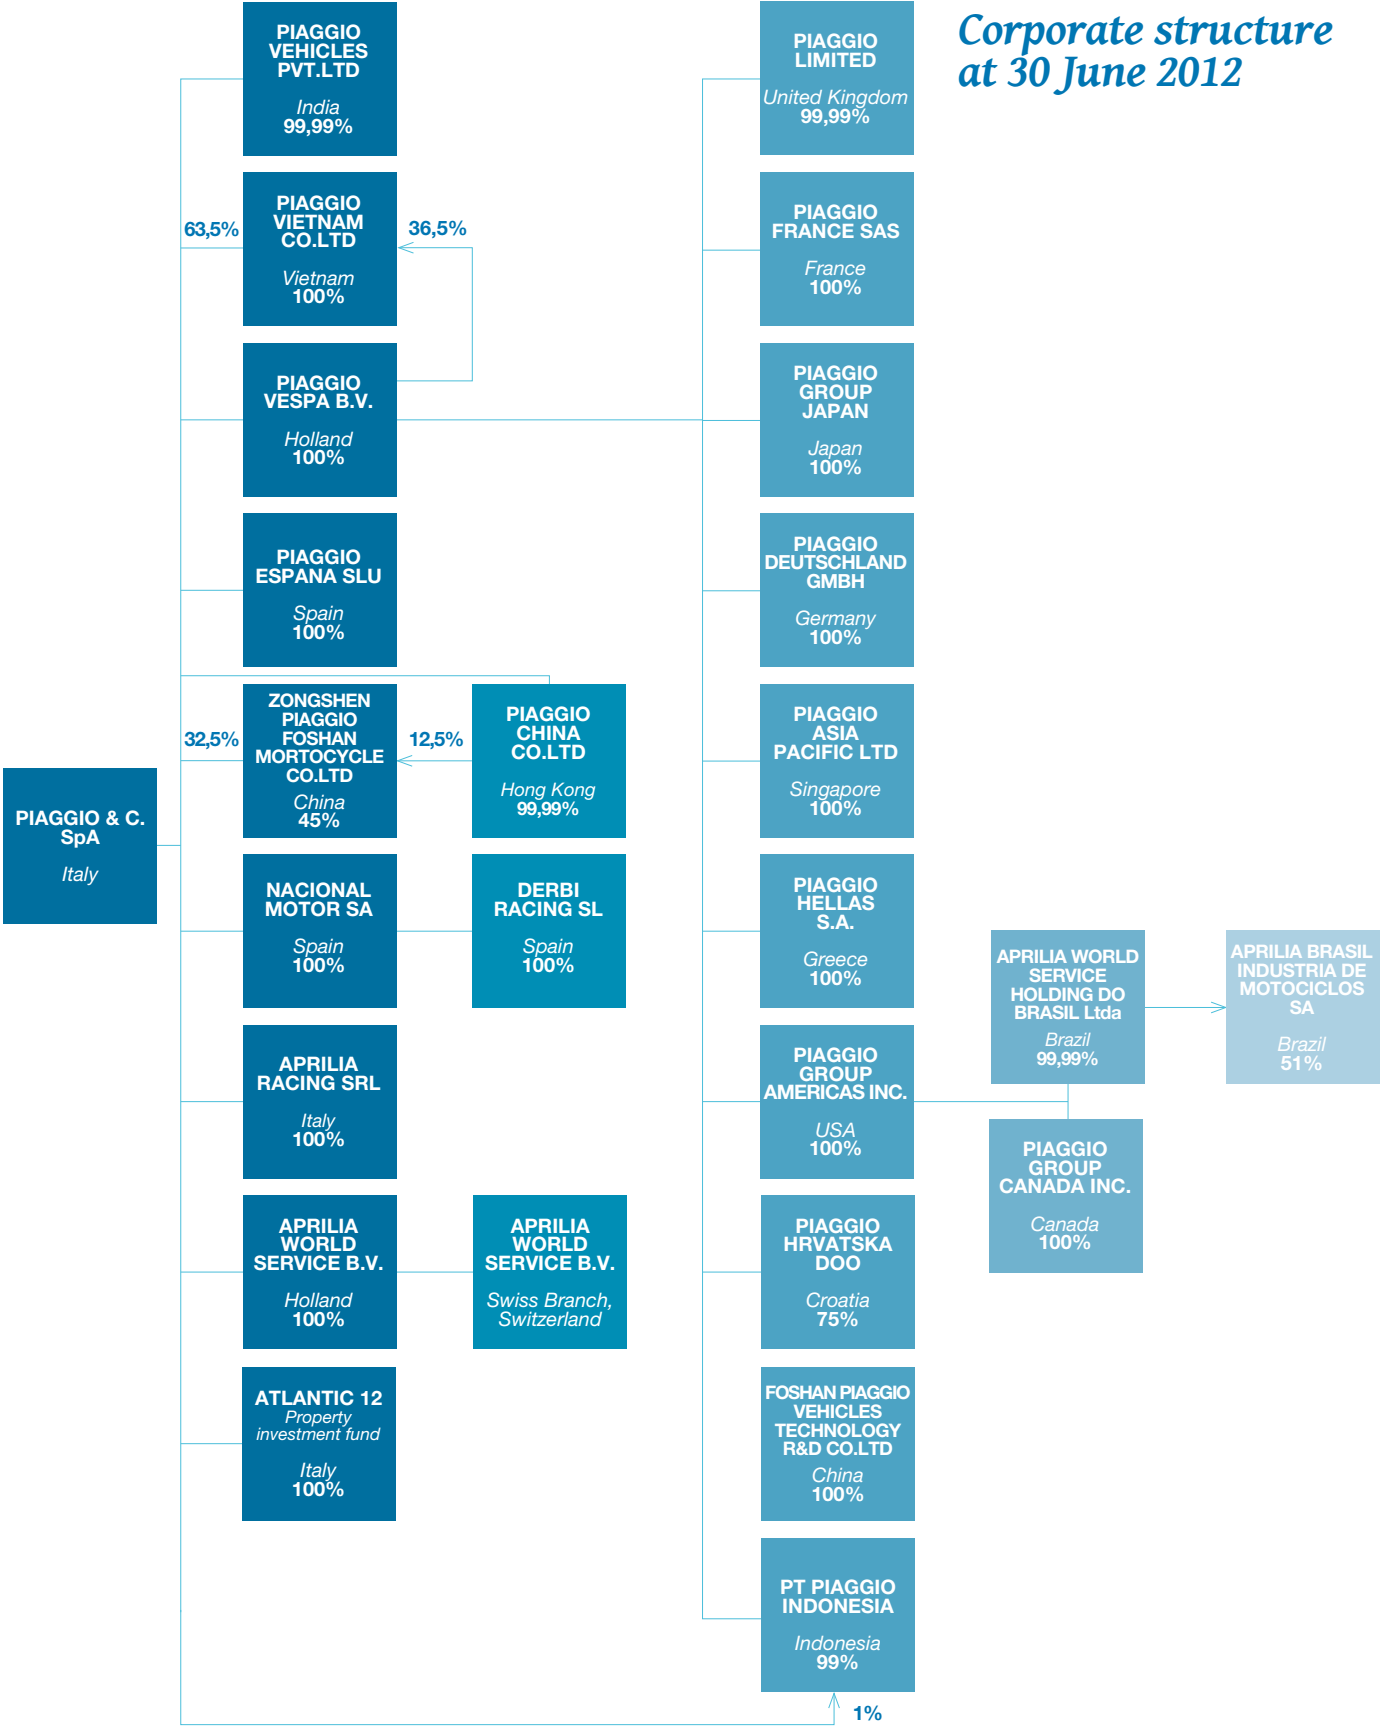 Corporate structure
at 30 June 2012
PIAGGIO & C.
SpA
Italy
PIAGGIO
VEHICLES
PVT.LTD
India
99,99%
63,5%
PIAGGIO
VIETNAM
CO.LTD
Vietnam
100%
36,5%
PIAGGIO
VESPA B.V.
Holland
100%
PIAGGIO
ESPANA SLU
Spain
100%
32,5%
ZONGSHEN
PIAGGIO
FOSHAN
MORTOCYCLE
CO.LTD
China
45%
12,5%
PIAGGIO
CHINA
CO.LTD
Hong Kong
99,99%
NACIONAL
MOTOR SA
Spain
100%
DERBI
RACING SL
Spain
100%
APRILIA
RACING SRL
Italy
100%
APRILIA
WORLD
SERVICE B.V.
Holland
100%
APRILIA
WORLD
SERVICE B.V.
Swiss Branch,
Switzerland
ATLANTIC 12
Property
investment fund
Italy
100%
PIAGGIO
LIMITED
United Kingdom
99,99%
PIAGGIO
FRANCE SAS
France
100%
PIAGGIO
GROUP
JAPAN
Japan
100%
PIAGGIO
DEUTSCHLAND
GMBH
Germany
100%
PIAGGIO
ASIA
PACIFIC LTD
Singapore
100%
PIAGGIO
HELLAS
S.A.
Greece
100%
PIAGGIO
GROUP
AMERICAS INC.
USA
100%
APRILIA WORLD
SERVICE
HOLDING DO
BRASIL Ltda
Brazil
99,99%
APRILIA BRASIL
INDUSTRIA DE
MOTOCICLOS
SA
Brazil
51%
PIAGGIO
GROUP
CANADA INC.
Canada
100%
PIAGGIO
HRVATSKA
DOO
Croatia
75%
FOSHAN PIAGGIO
VEHICLES
TECHNOLOGY
R&D CO.LTD
China
100%
PT PIAGGIO
INDONESIA
Indonesia
99%
1%